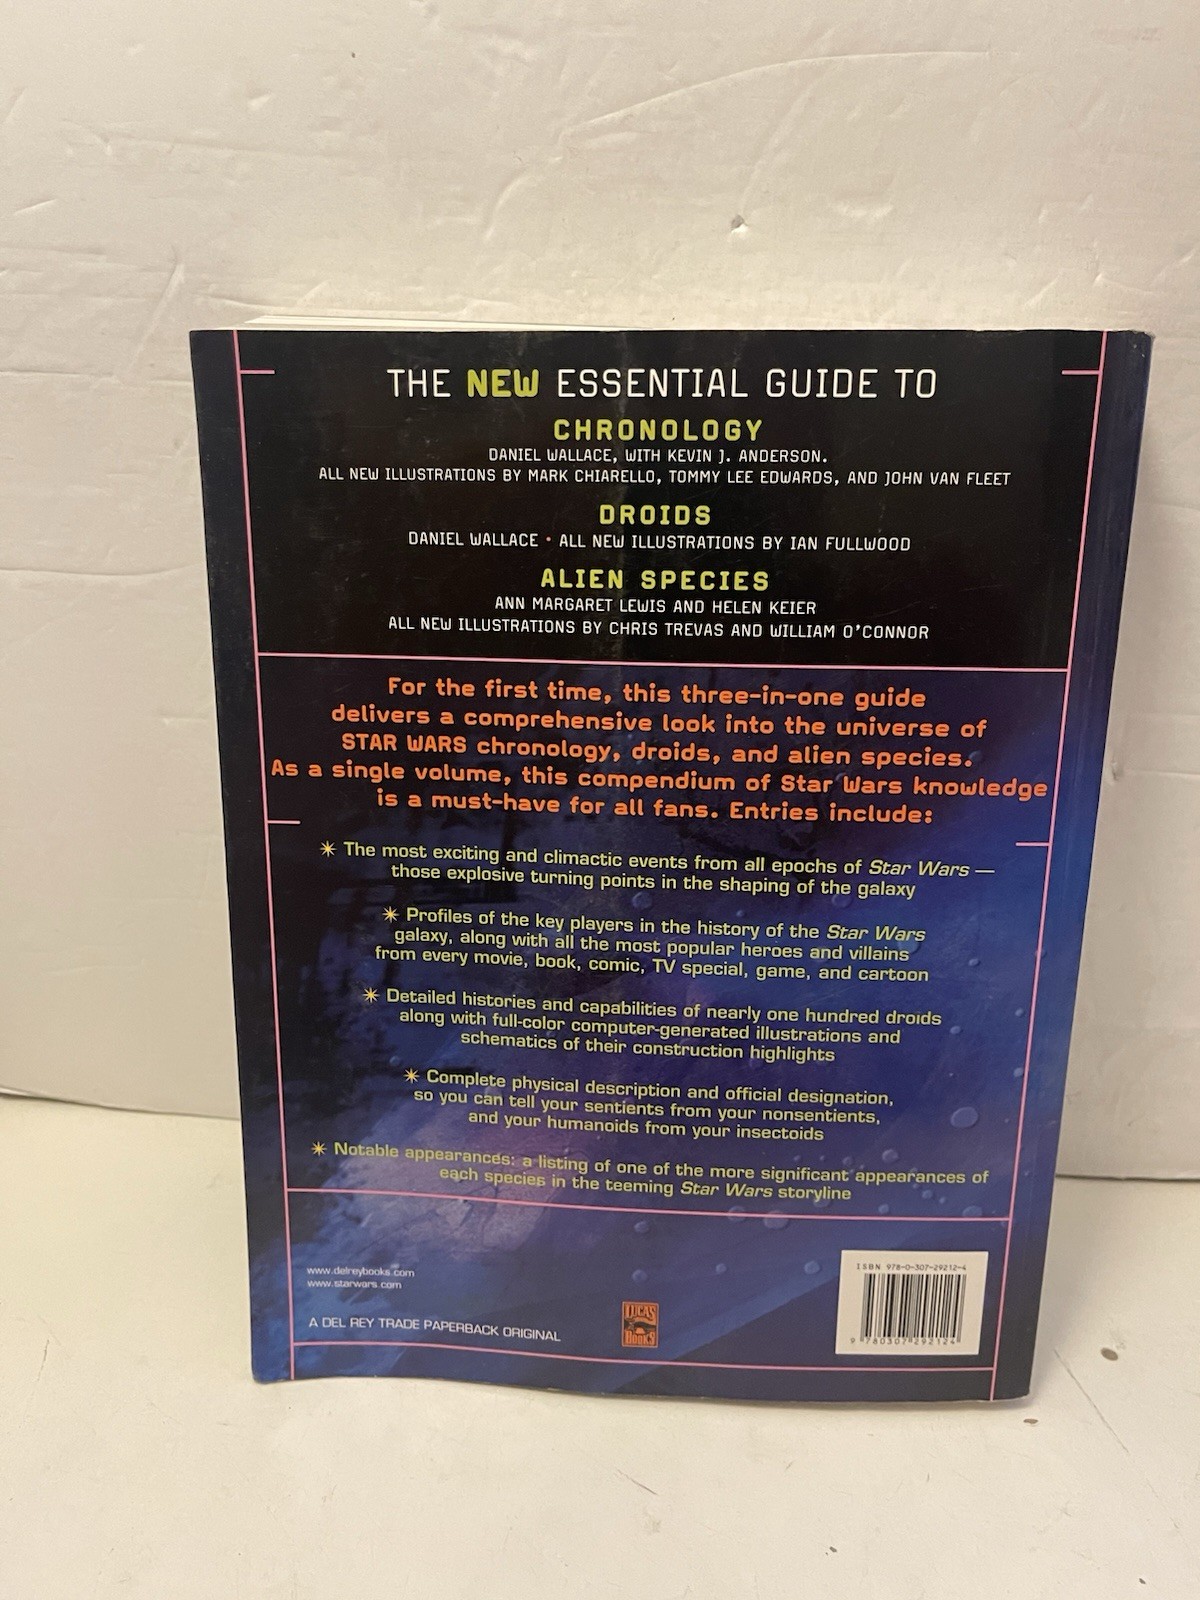 THE NEW ESSENTIAL GUIDE TO
CHRONOLOGY
DANIEL WALLACE, WITH KEVIN J. ANDERSON.
ALL NEW ILLUSTRATIONS BY MARK CHIARELLO, TOMMY LEE EDWARDS, AND JOHN VAN FLEET
DROIDS
DANIEL WALLACE • ALL NEW ILLUSTRATIONS BY IAN FULLWOOD
ALIEN SPECIES
ANN MARGARET LEWIS AND HELEN KEIER
ALL NEW ILLUSTRATIONS BY CHRIS TREVAS AND WILLIAM O'CONNOR
For the first time, this three-in-one guide
delivers a comprehensive look into the universe of
STAR WARS chronology, droids, and alien species.
As a single volume, this compendium of Star Wars knowledge
is a must-have for all fans. Entries include:
✴ The most exciting and climactic events from all epochs of Star Wars —
those explosive turning points in the shaping of the galaxy
✴ Profiles of the key players in the history of the Star Wars
galaxy, along with all the most popular heroes and villains
from every movie, book, comic, TV special, game, and cartoon
✴ Detailed histories and capabilities of nearly one hundred droids
along with full-color computer-generated illustrations and
schematics of their construction highlights
✴ Complete physical description and official designation,
so you can tell your sentients from your nonsentients,
and your humanoids from your insectoids
✴ Notable appearances: a listing of one of the more significant appearances of
each species in the teeming Star Wars storyline
www.delreybooks.com
www.starwars.com
A DEL REY TRADE PAPERBACK ORIGINAL
LUCAS
BOOKS
ISBN 978-0-307-29212-4
9 780307 292124